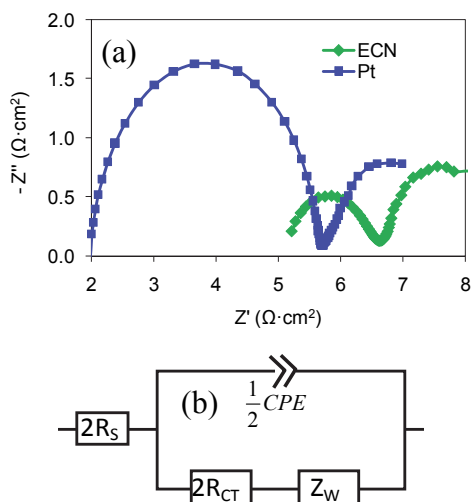 (a)
ECN
Pt
2.0
1.5
1.0
0.5
0.0
-Z'' (Ω·cm²)
2 3 4 5 6 7 8
Z' (Ω·cm²)
(b)
1/2 CPE
2R_S
2R_CT Z_W